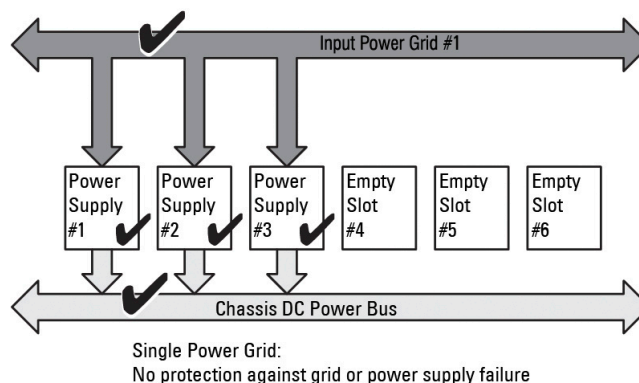 Input Power Grid #1
Power
Supply
#1
Power
Supply
#2
Power
Supply
#3
Empty
Slot
#4
Empty
Slot
#5
Empty
Slot
#6
Chassis DC Power Bus
Single Power Grid:
No protection against grid or power supply failure